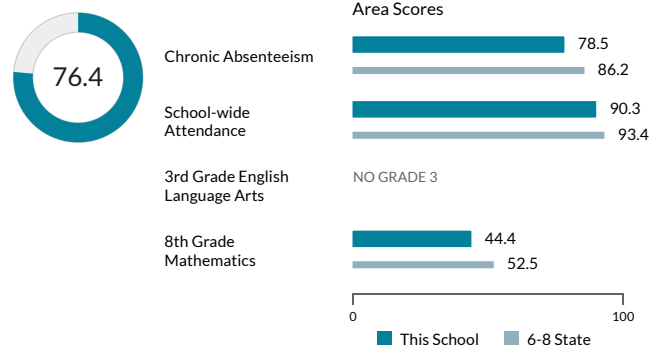 Area Scores
76.4
Chronic Absenteeism
78.5
86.2
School-wide
Attendance
90.3
93.4
3rd Grade English
Language Arts
NO GRADE 3
8th Grade
Mathematics
44.4
52.5
0
100
This School
6-8 State